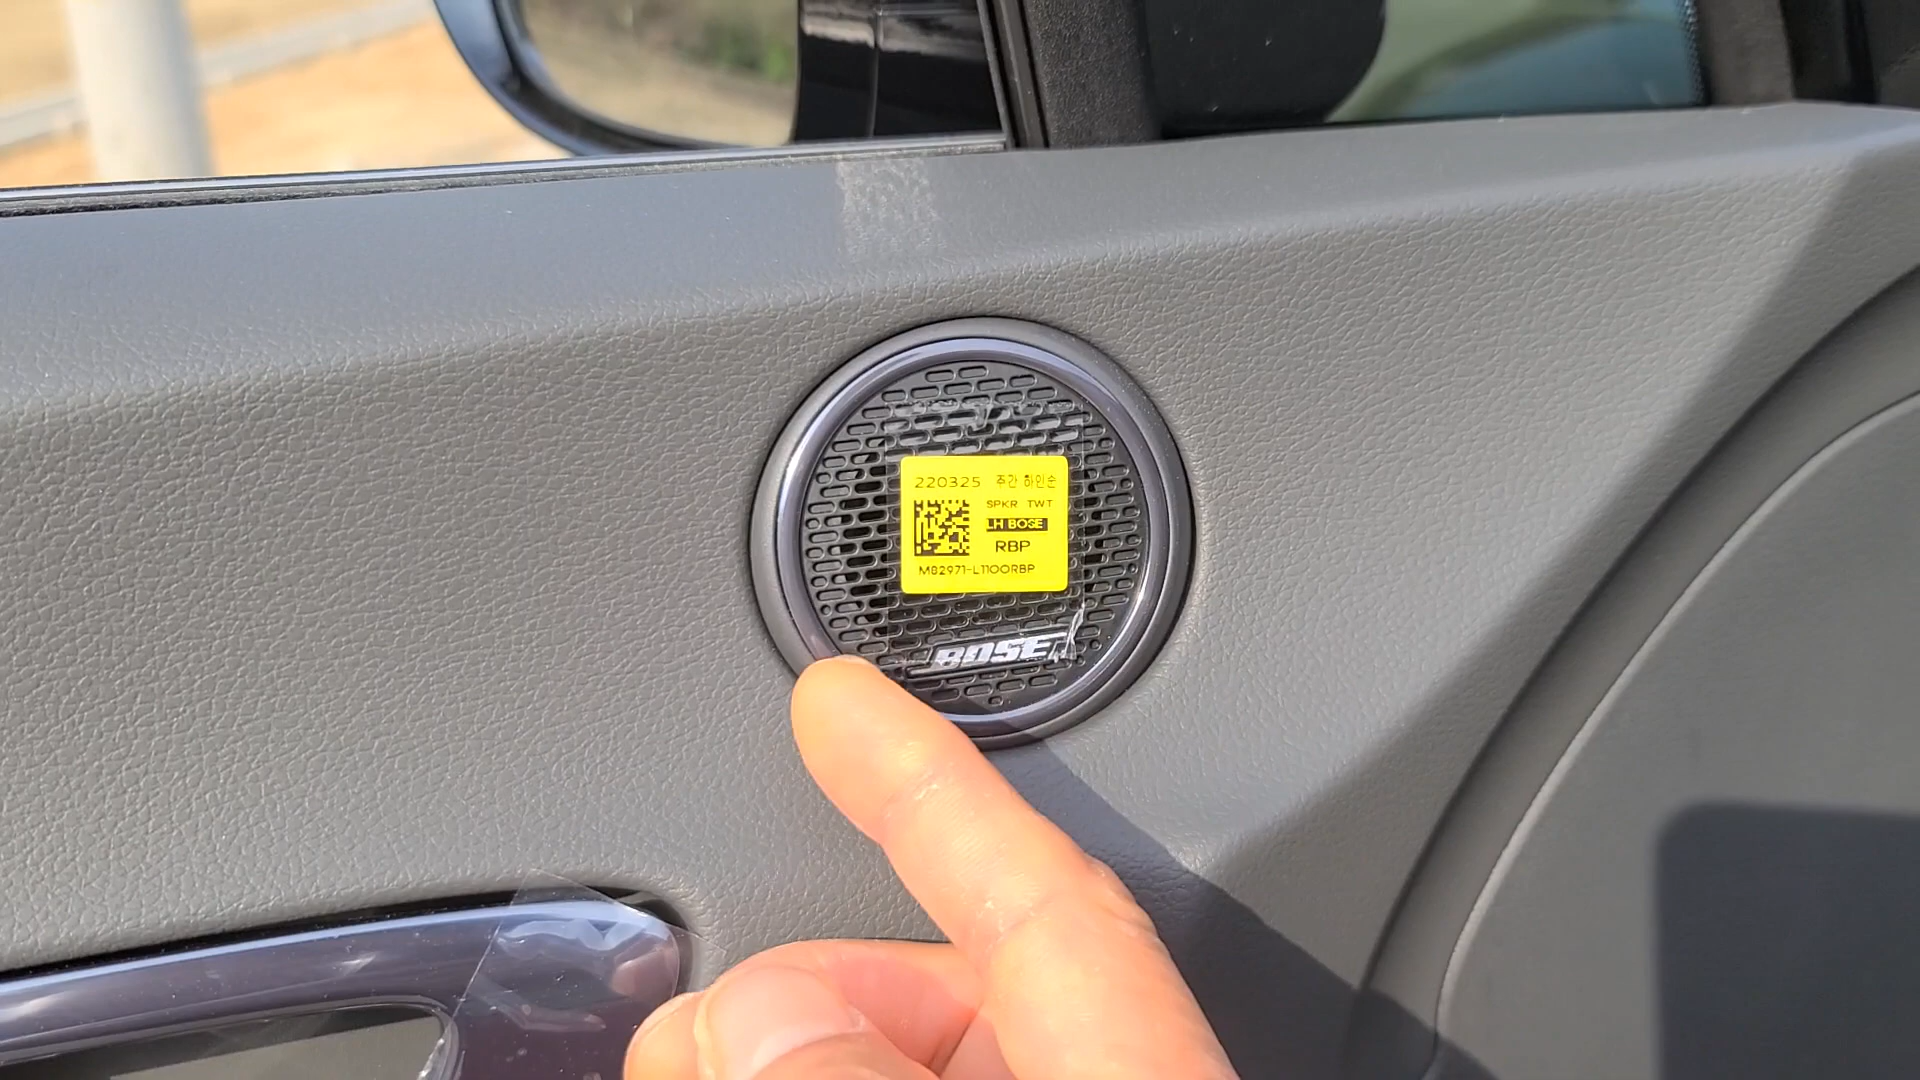 220325 주간 하인순
SPKR TWT
LH BOSE
RBP
M82971-L1100RBP
BOSE